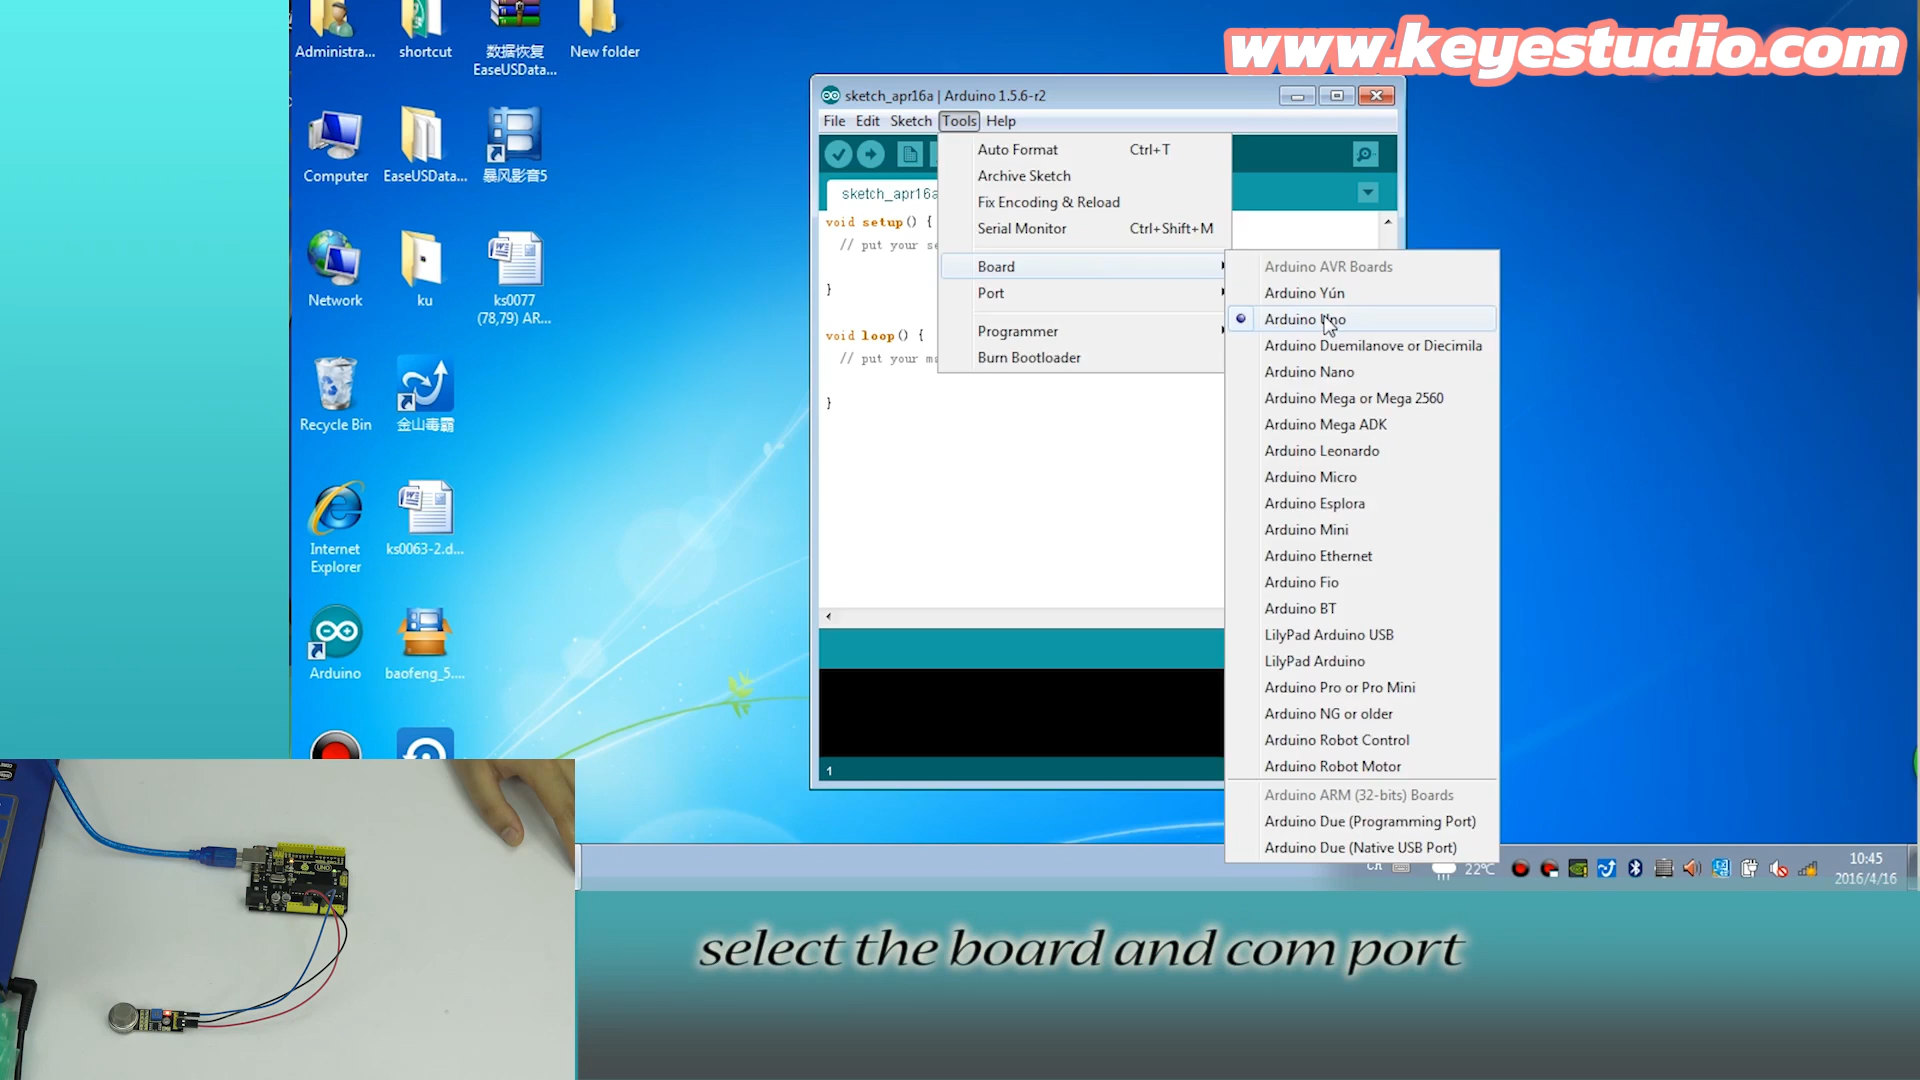 www.keyestudio.com
Administra...
shortcut
数据恢复
EaseUSData...
New folder
Computer
EaseUSData...
暴风影音5
Network
ku
ks0077
(78,79) AR...
Recycle Bin
金山毒霸
Internet
Explorer
ks0063-2.d...
Arduino
baofeng_5....
sketch_apr16a | Arduino 1.5.6-r2
File Edit Sketch Tools Help
sketch_apr16a
void setup() {
// put your se
}
void loop() {
// put your ma
}
1
Auto Format Ctrl+T
Archive Sketch
Fix Encoding & Reload
Serial Monitor Ctrl+Shift+M
Board
Port
Programmer
Burn Bootloader
Arduino AVR Boards
Arduino Yún
Arduino Uno
Arduino Duemilanove or Diecimila
Arduino Nano
Arduino Mega or Mega 2560
Arduino Mega ADK
Arduino Leonardo
Arduino Micro
Arduino Esplora
Arduino Mini
Arduino Ethernet
Arduino Fio
Arduino BT
LilyPad Arduino USB
LilyPad Arduino
Arduino Pro or Pro Mini
Arduino NG or older
Arduino Robot Control
Arduino Robot Motor
Arduino ARM (32-bits) Boards
Arduino Due (Programming Port)
Arduino Due (Native USB Port)
CH
22℃
10:45
2016/4/16
UNO
select the board and com port